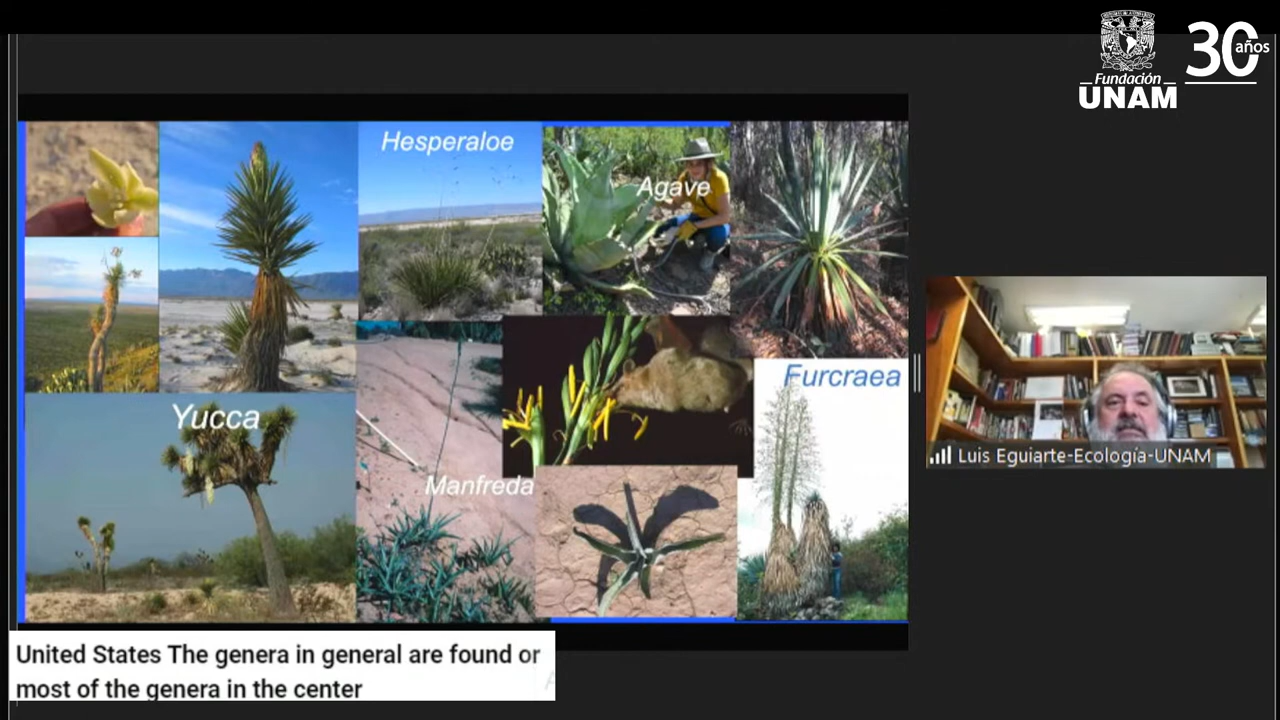 Fundación
UNAM
30
años
Hesperaloe
Agave
Furcraea
Yucca
Manfreda
Luis Eguiarte-Ecología-UNAM
United States The genera in general are found or
most of the genera in the center